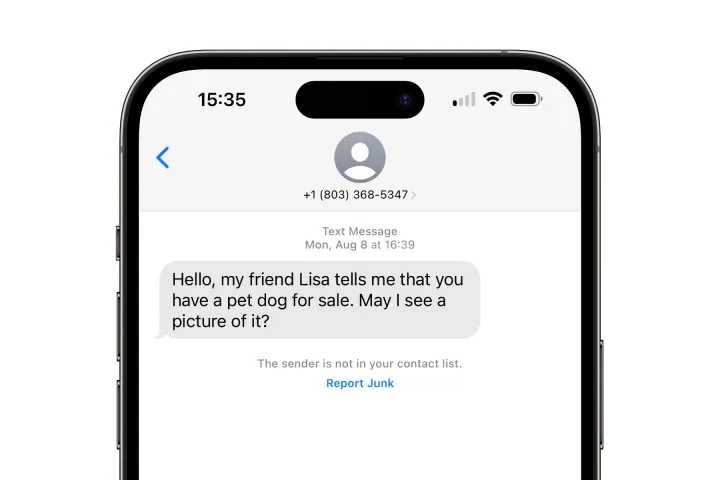 15:35
+1 (803) 368-5347
Text Message
Mon, Aug 8 at 16:39
Hello, my friend Lisa tells me that you
have a pet dog for sale. May I see a
picture of it?
The sender is not in your contact list.
Report Junk